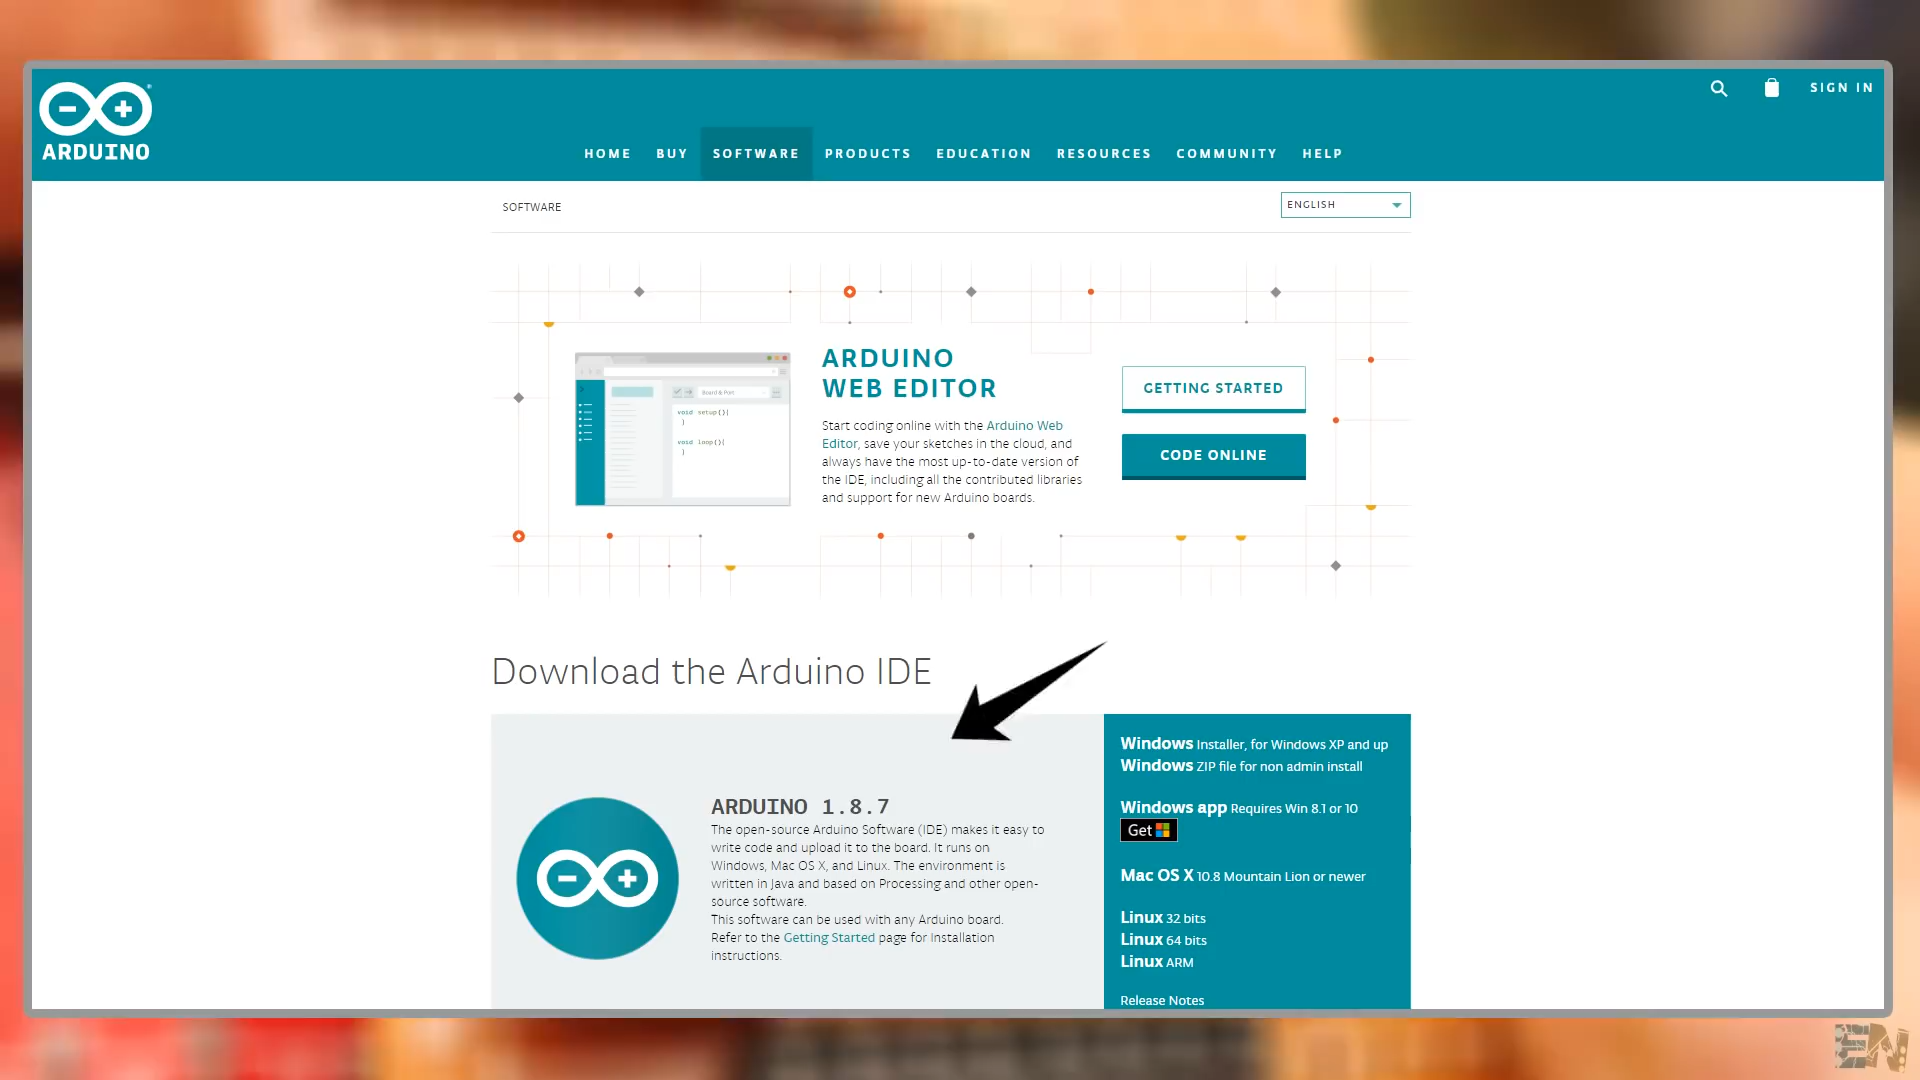 ARDUINO
SIGN IN
HOME BUY SOFTWARE PRODUCTS EDUCATION RESOURCES COMMUNITY HELP
SOFTWARE
ENGLISH
Board & Port
void setup(){
}
void loop(){
}
ARDUINO
WEB EDITOR
Start coding online with the Arduino Web
Editor, save your sketches in the cloud, and
always have the most up-to-date version of
the IDE, including all the contributed libraries
and support for new Arduino boards.
GETTING STARTED
CODE ONLINE
Download the Arduino IDE
ARDUINO 1.8.7
The open-source Arduino Software (IDE) makes it easy to
write code and upload it to the board. It runs on
Windows, Mac OS X, and Linux. The environment is
written in Java and based on Processing and other open-
source software.
This software can be used with any Arduino board.
Refer to the Getting Started page for Installation
instructions.
Windows Installer, for Windows XP and up
Windows ZIP file for non admin install
Windows app Requires Win 8.1 or 10
Get
Mac OS X 10.8 Mountain Lion or newer
Linux 32 bits
Linux 64 bits
Linux ARM
Release Notes
EN